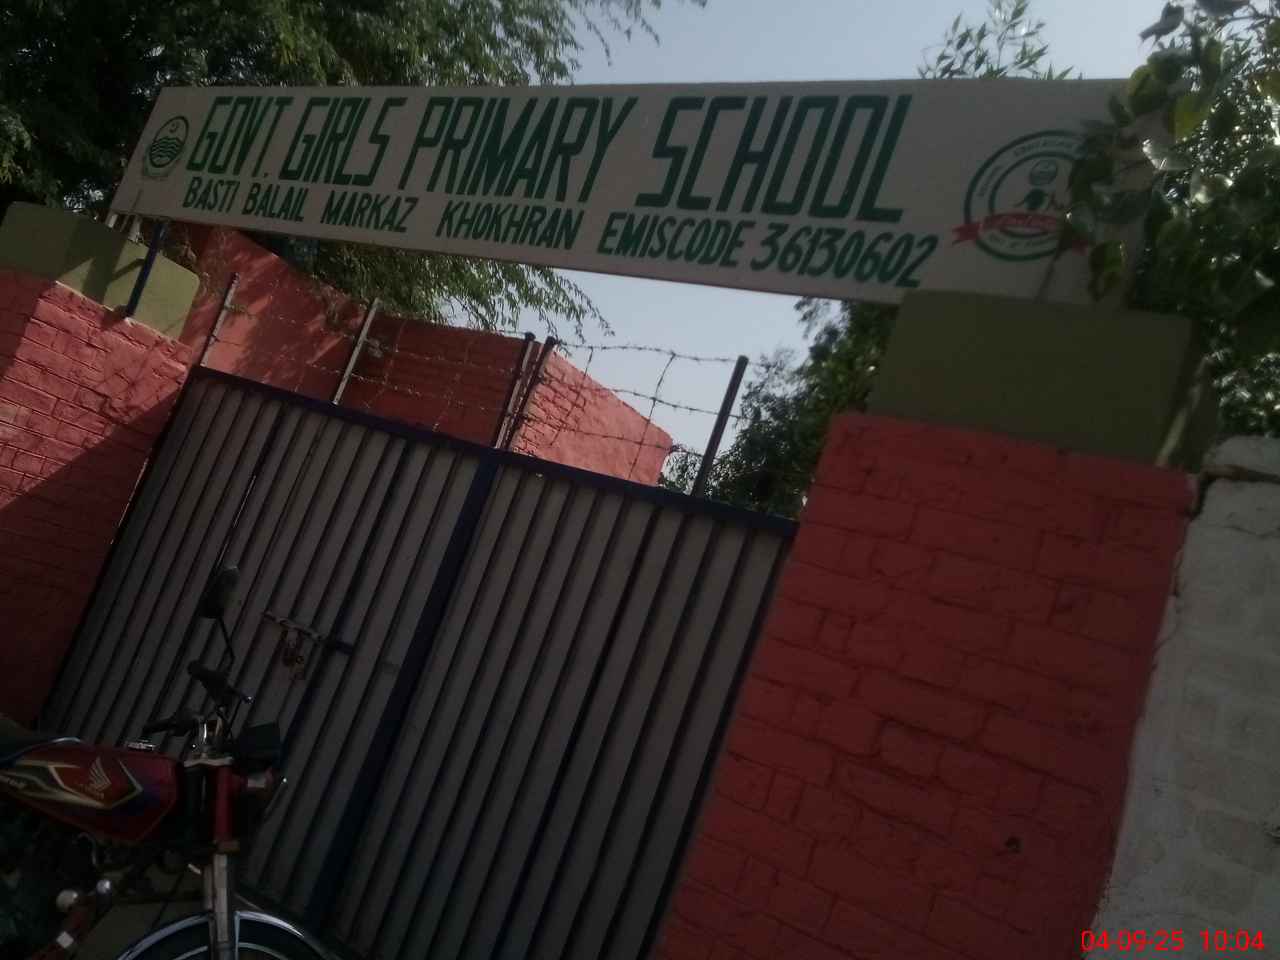 GOVT. GIRLS PRIMARY SCHOOL
BASTI BALAIL MARKAZ KHOKHRAN EMISCODE 36130602
04-09-25 10:04